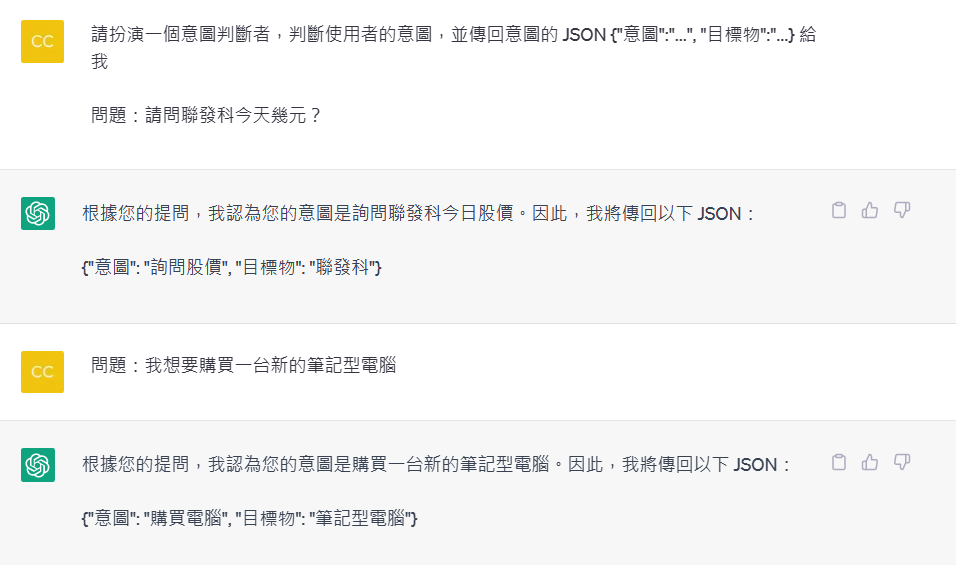 CC
請扮演一個意圖判斷者，判斷使用者的意圖，並傳回意圖的 JSON {"意圖":"...", "目標物":"...} 給
我
問題：請問聯發科今天幾元？
根據您的提問，我認為您的意圖是詢問聯發科今日股價。因此，我將傳回以下 JSON：
{"意圖": "詢問股價", "目標物": "聯發科"}
CC
問題：我想要購買一台新的筆記型電腦
根據您的提問，我認為您的意圖是購買一台新的筆記型電腦。因此，我將傳回以下 JSON：
{"意圖": "購買電腦", "目標物": "筆記型電腦"}